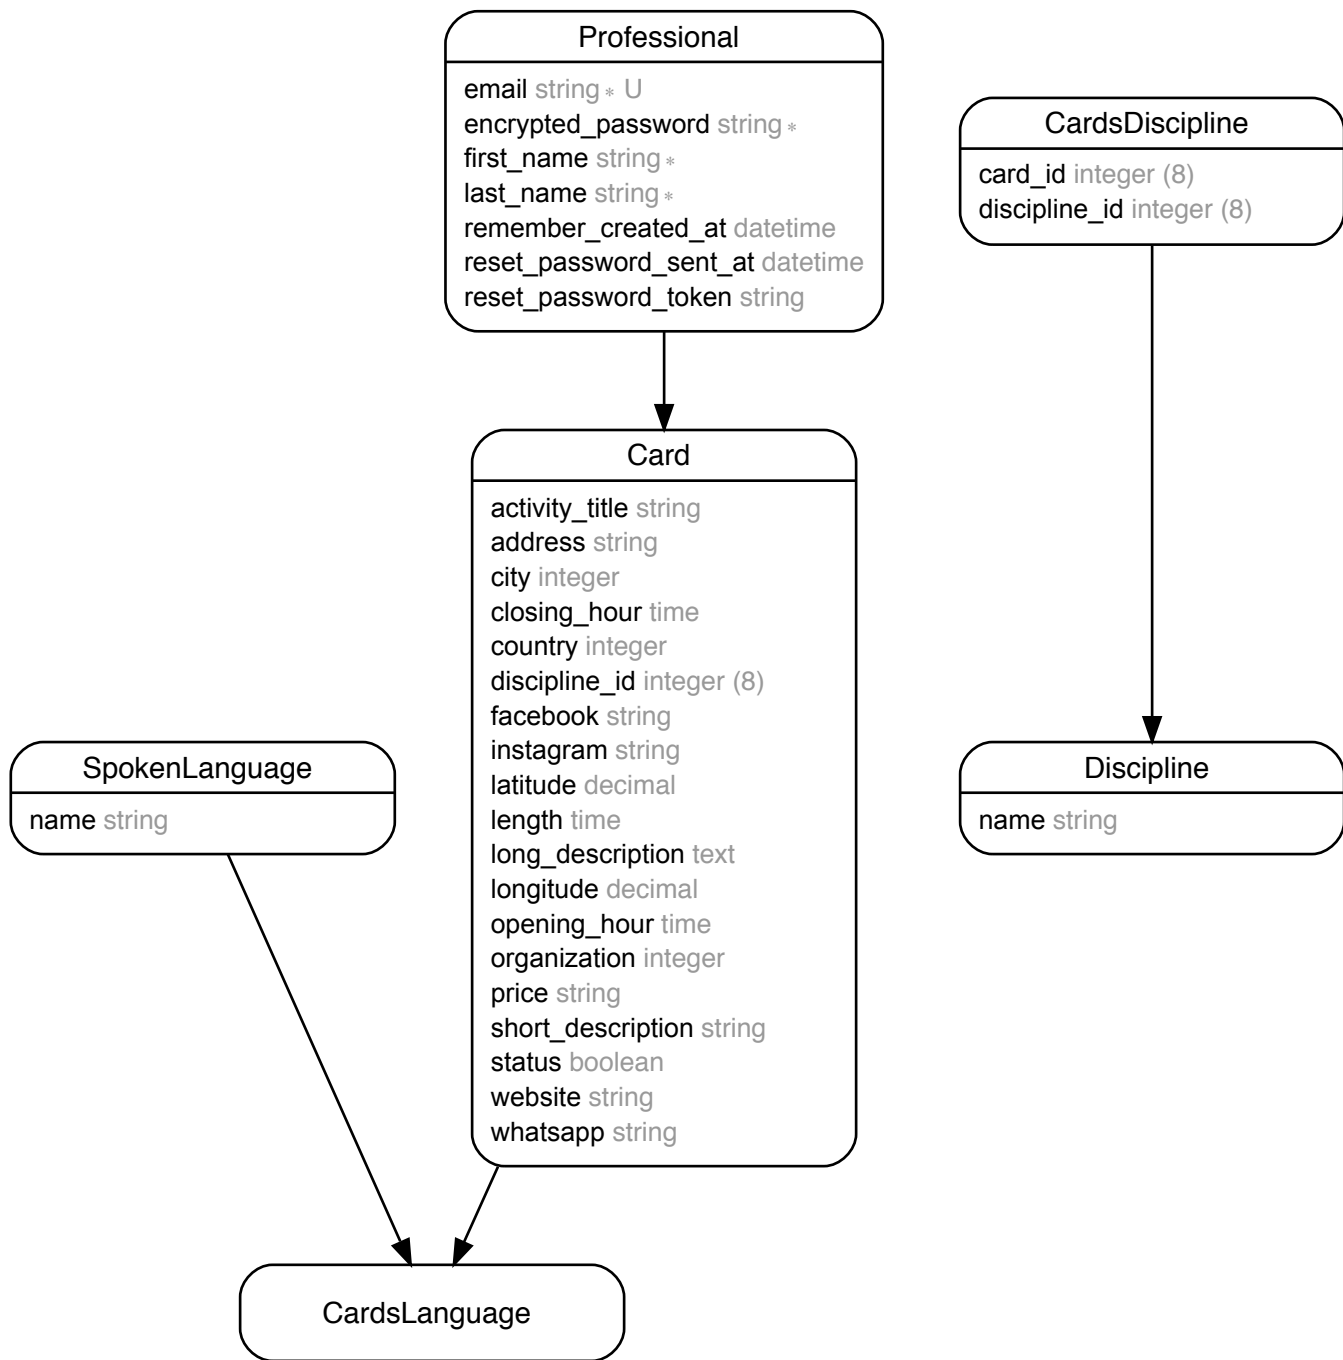 Professional
email string * U
encrypted_password string *
first_name string *
last_name string *
remember_created_at datetime
reset_password_sent_at datetime
reset_password_token string
CardsDiscipline
card_id integer (8)
discipline_id integer (8)
Card
activity_title string
address string
city integer
closing_hour time
country integer
discipline_id integer (8)
facebook string
instagram string
latitude decimal
length time
long_description text
longitude decimal
opening_hour time
organization integer
price string
short_description string
status boolean
website string
whatsapp string
SpokenLanguage
name string
Discipline
name string
CardsLanguage